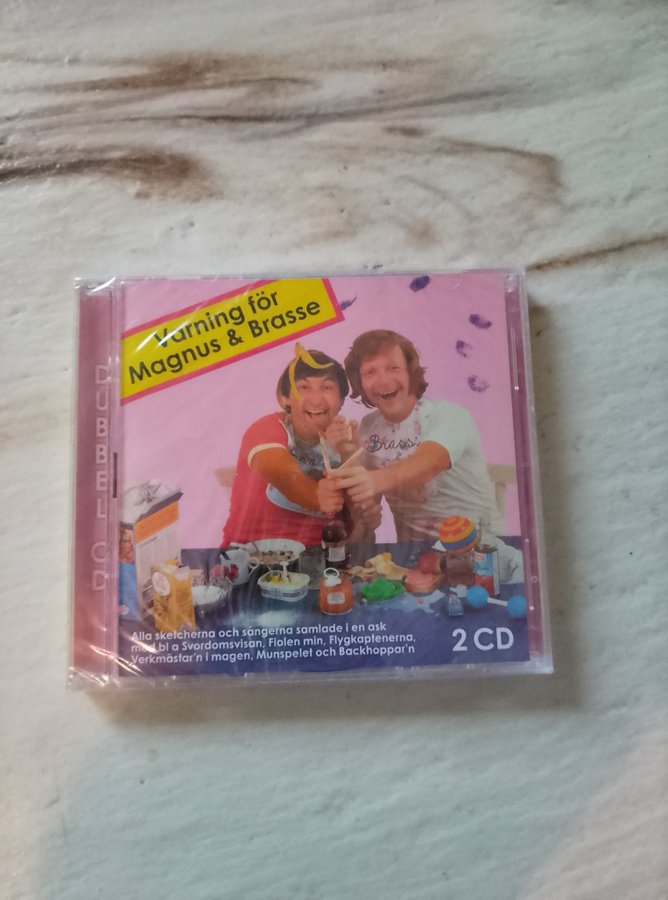 Varning för
Magnus & Brasse
DUBBEL CD
Brasse
Alla sketcherna och sångerna samlade i en ask
med bl a Svordomsvisan, Fiolen min, Flygkaptenerna,
Verkmästar'n i magen, Munspelet och Backhoppar'n
2 CD